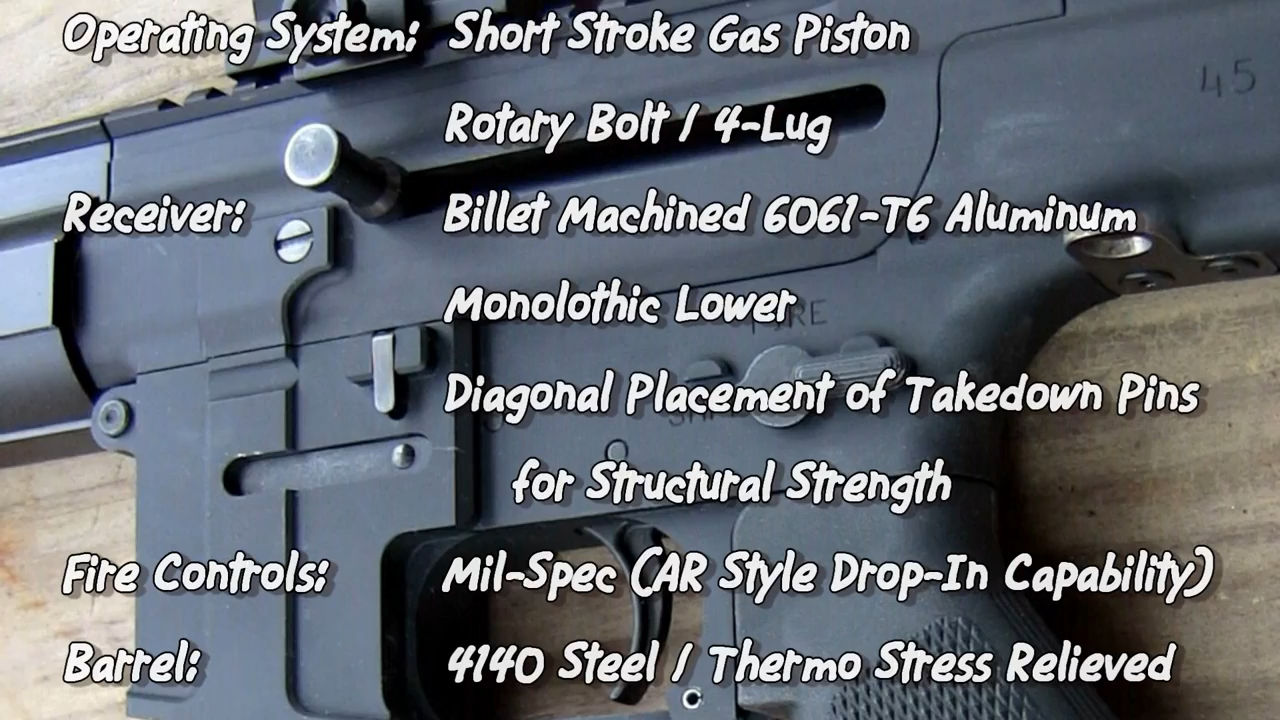 Operating System: Short Stroke Gas Piston
45
Rotary Bolt / 4-Lug
Receiver: Billet Machined 6061-T6 Aluminum
Monolothic Lower
FIRE
Diagonal Placement of Takedown Pins
for Structural Strength
Fire Controls: Mil-Spec (AR Style Drop-In Capability)
Barrel: 4140 Steel / Thermo Stress Relieved